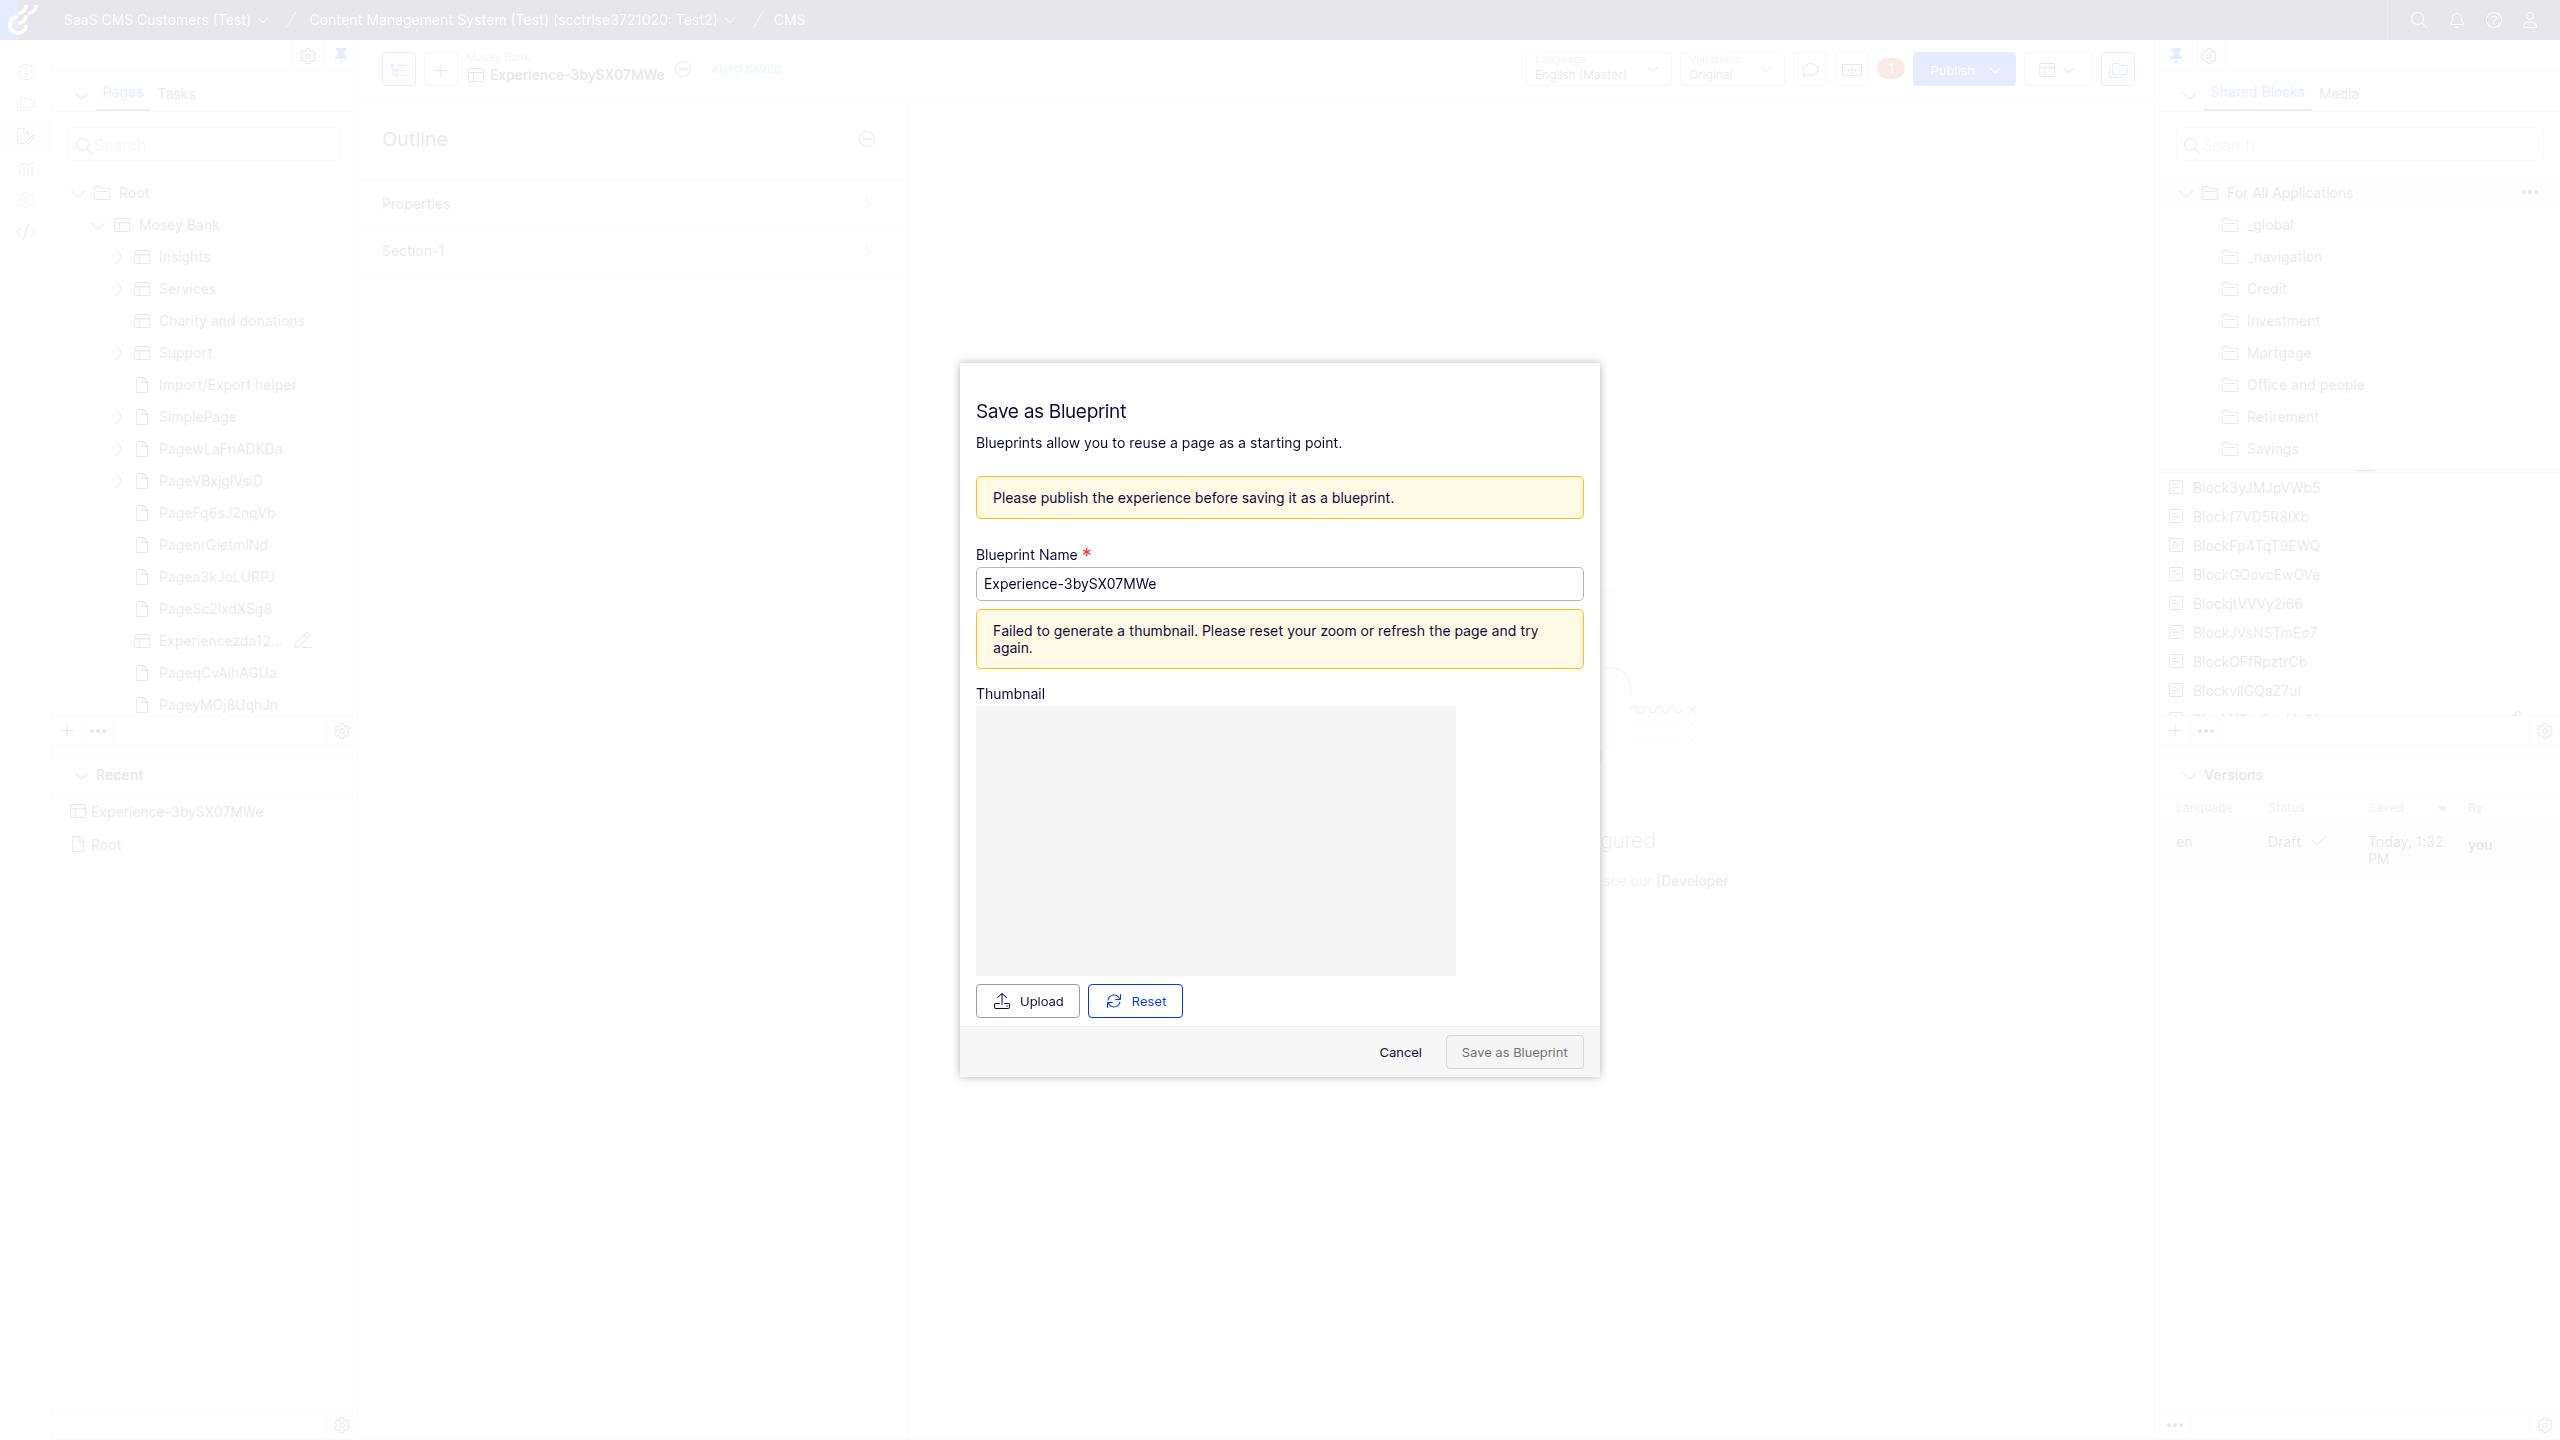 SaaS CMS Customers (Test) / Content Management System (Test) (scctrlse3721020: Test2) / CMS
Pages Tasks
Search
Root
Mosey Bank
Insights
Services
Charity and donations
Support
Import/Export helper
SimplePage
PagewLaFnADKDa
PageVBxjglVsiD
PageFq6sJ2nqVb
PagenrGietmlNd
Pagea3kJoLURPJ
PageSc2lxdXSg8
Experiencezda12...
PageqCvAihAGUa
PageyMOj8UqhJn
Recent
Experience-3bySX07MWe
Root
Mosey Bank
Experience-3bySX07MWe
AUTO SAVED
Language
English (Master)
Variations
Original
1
Publish
Outline
Properties
Section-1
Save as Blueprint
Blueprints allow you to reuse a page as a starting point.
Please publish the experience before saving it as a blueprint.
Blueprint Name *
Experience-3bySX07MWe
Failed to generate a thumbnail. Please reset your zoom or refresh the page and try
again.
Thumbnail
Upload
Reset
Cancel
Save as Blueprint
gured
see our [Developer
Shared Blocks Media
Search
For All Applications
_global
_navigation
Credit
Investment
Mortgage
Office and people
Retirement
Savings
Block3yJMJpVWb5
Blockf7VD5R8lXb
BlockFp4TqT9EWQ
BlockGOovcEwOVe
BlockjtVVVy2i66
BlockJVsNSTmEo7
BlockOFfRpztrCb
BlockvlIGQaZ7uI
Versions
Language Status Saved By
en Draft Today, 1:32 you
PM